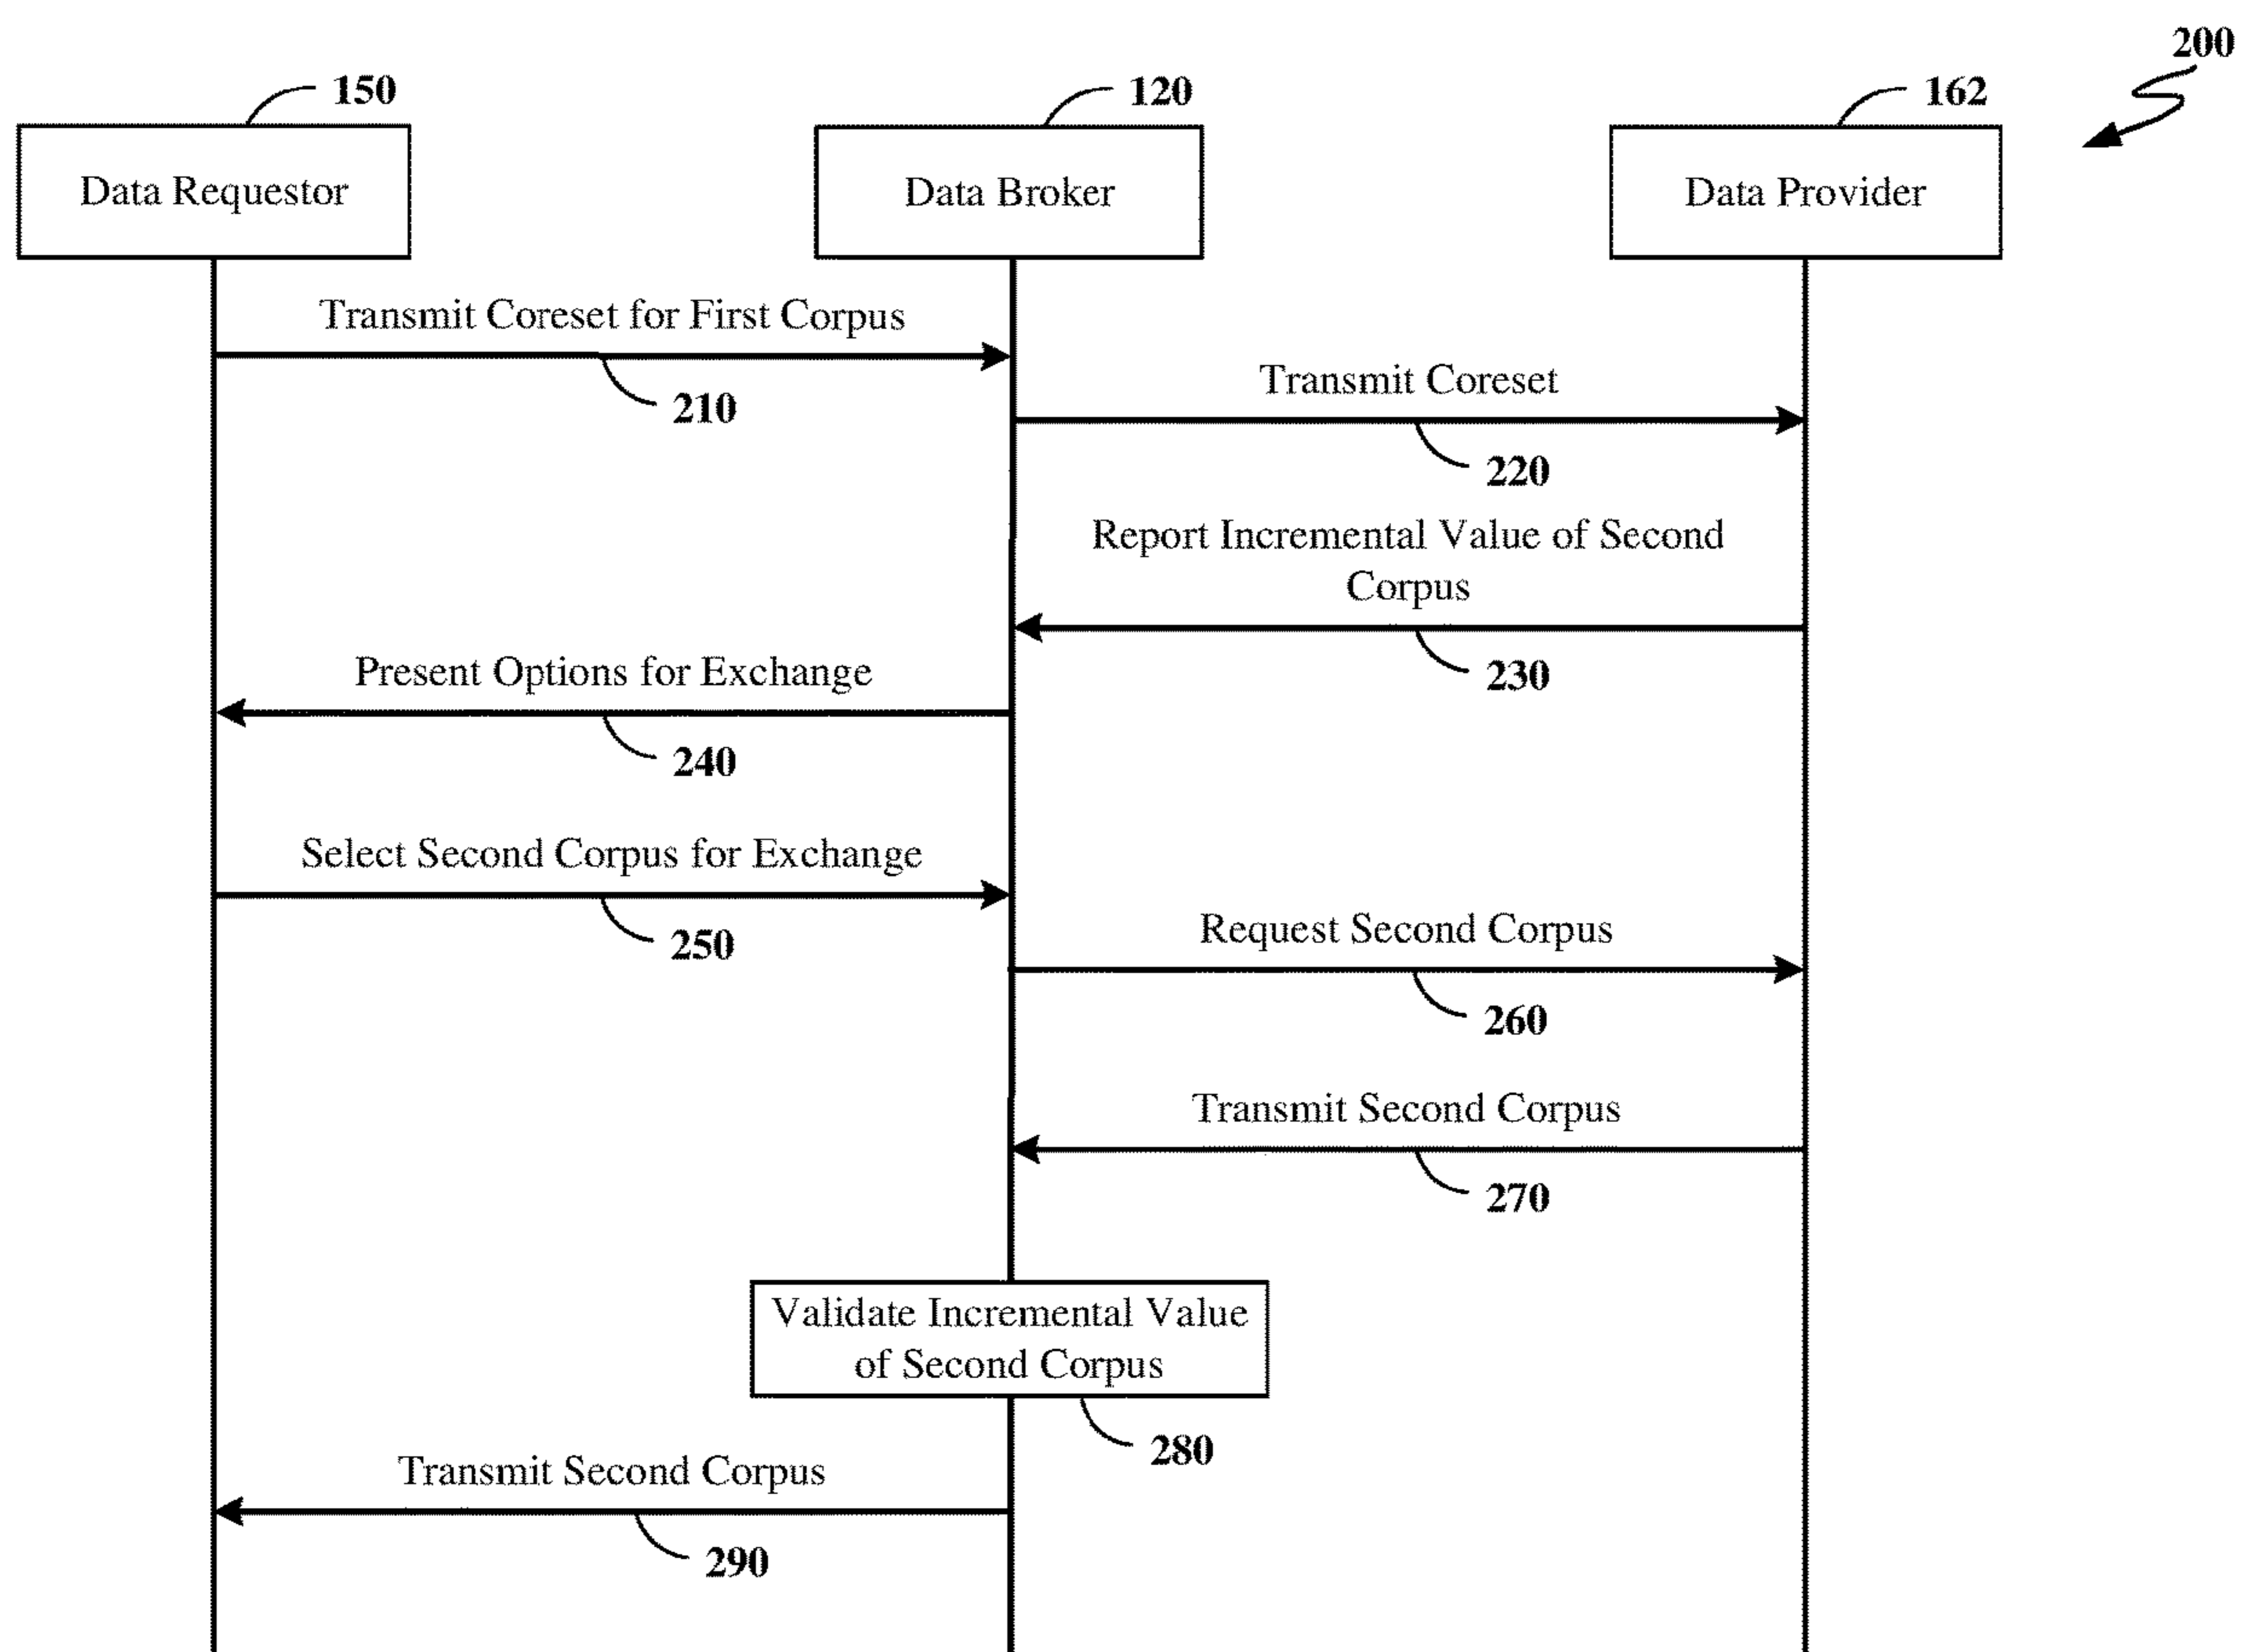 200
150
120
162
Data Requestor
Data Broker
Data Provider
Transmit Coreset for First Corpus
210
Transmit Coreset
220
Report Incremental Value of Second
Corpus
230
Present Options for Exchange
240
Select Second Corpus for Exchange
250
Request Second Corpus
260
Transmit Second Corpus
270
Validate Incremental Value
of Second Corpus
280
Transmit Second Corpus
290